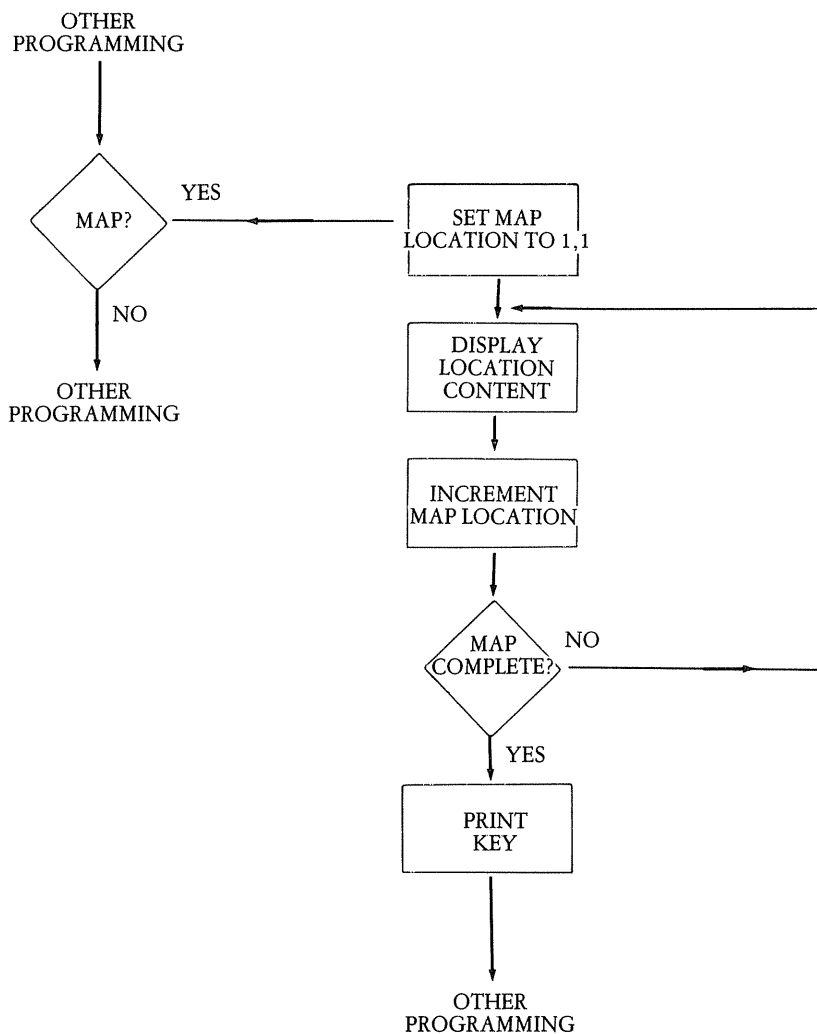 OTHER
PROGRAMMING
MAP?
YES
NO
OTHER
PROGRAMMING
SET MAP
LOCATION TO 1,1
DISPLAY
LOCATION
CONTENT
INCREMENT
MAP LOCATION
MAP
COMPLETE?
NO
YES
PRINT
KEY
OTHER
PROGRAMMING